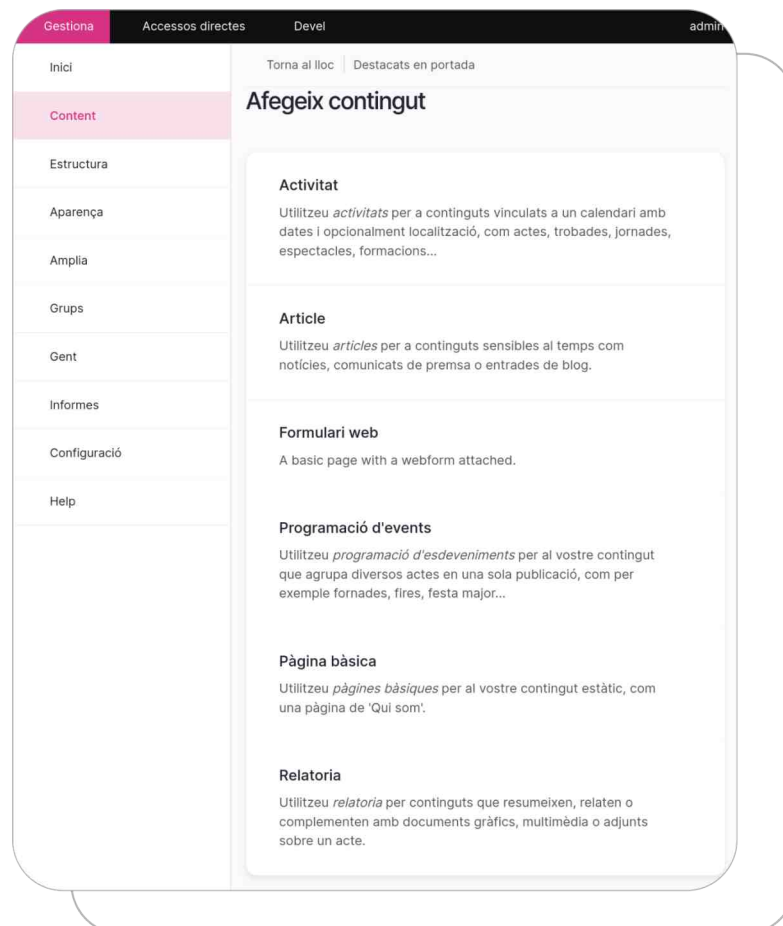 Gestiona Accessos directes Devel admin
Inici
Content
Estructura
Aparença
Amplia
Grups
Gent
Informes
Configuració
Help
Torna al lloc Destacats en portada
Afegeix contingut
Activitat
Utilitzeu activitats per a continguts vinculats a un calendari amb
dates i opcionalment localització, com actes, trobades, jornades,
espectacles, formacions...
Article
Utilitzeu articles per a continguts sensibles al temps com
notícies, comunicats de premsa o entrades de blog.
Formulari web
A basic page with a webform attached.
Programació d'events
Utilitzeu programació d'esdeveniments per al vostre contingut
que agrupa diversos actes en una sola publicació, com per
exemple fornades, fires, festa major...
Pàgina bàsica
Utilitzeu pàgines bàsiques per al vostre contingut estàtic, com
una pàgina de 'Qui som'.
Relatoria
Utilitzeu relatoria per continguts que resumeixen, relaten o
complementen amb documents gràfics, multimèdia o adjunts
sobre un acte.